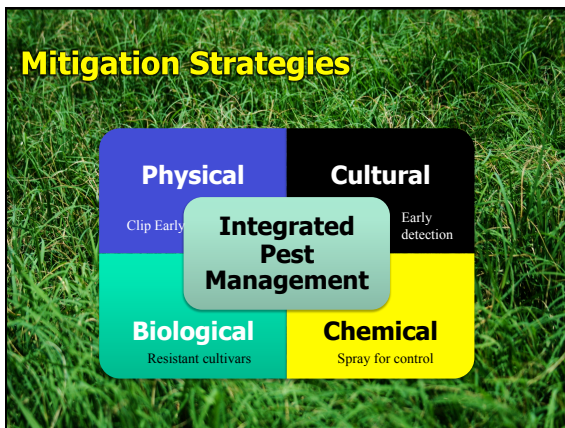 Mitigation Strategies
Physical
Cultural
Clip Early
Early
detection
Integrated
Pest
Management
Biological
Chemical
Resistant cultivars
Spray for control